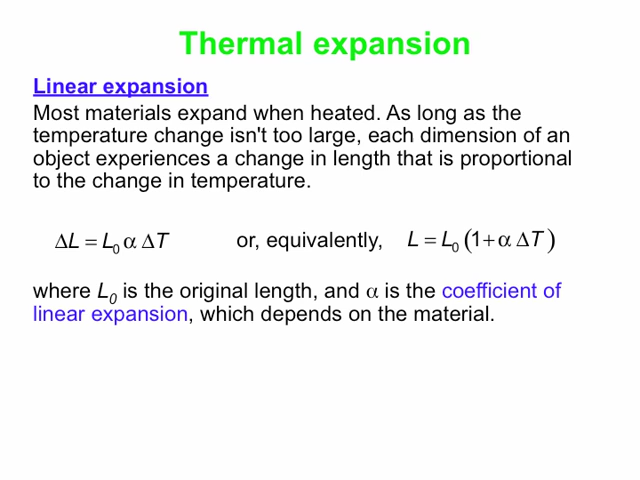 Thermal expansion
Linear expansion
Most materials expand when heated. As long as the
temperature change isn't too large, each dimension of an
object experiences a change in length that is proportional
to the change in temperature.
ΔL = L₀ α ΔT or, equivalently, L = L₀ (1+ α ΔT)
where L₀ is the original length, and α is the coefficient of
linear expansion, which depends on the material.